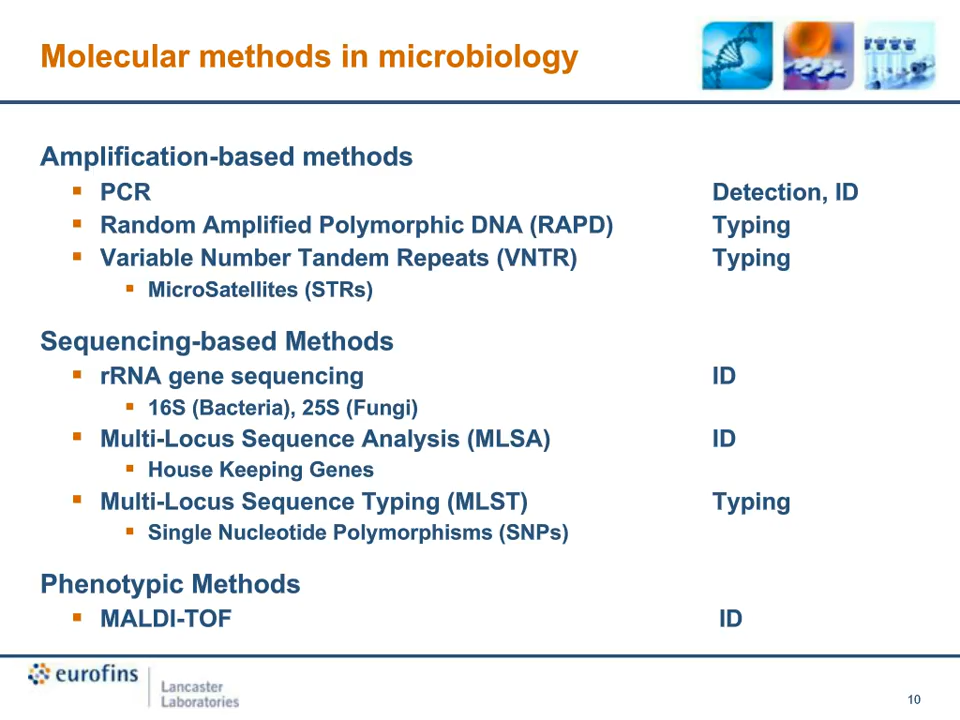 Molecular methods in microbiology
Amplification-based methods
▪ PCR Detection, ID
▪ Random Amplified Polymorphic DNA (RAPD) Typing
▪ Variable Number Tandem Repeats (VNTR) Typing
▪ MicroSatellites (STRs)
Sequencing-based Methods
▪ rRNA gene sequencing ID
▪ 16S (Bacteria), 25S (Fungi)
▪ Multi-Locus Sequence Analysis (MLSA) ID
▪ House Keeping Genes
▪ Multi-Locus Sequence Typing (MLST) Typing
▪ Single Nucleotide Polymorphisms (SNPs)
Phenotypic Methods
▪ MALDI-TOF ID
eurofins
Lancaster
Laboratories
10